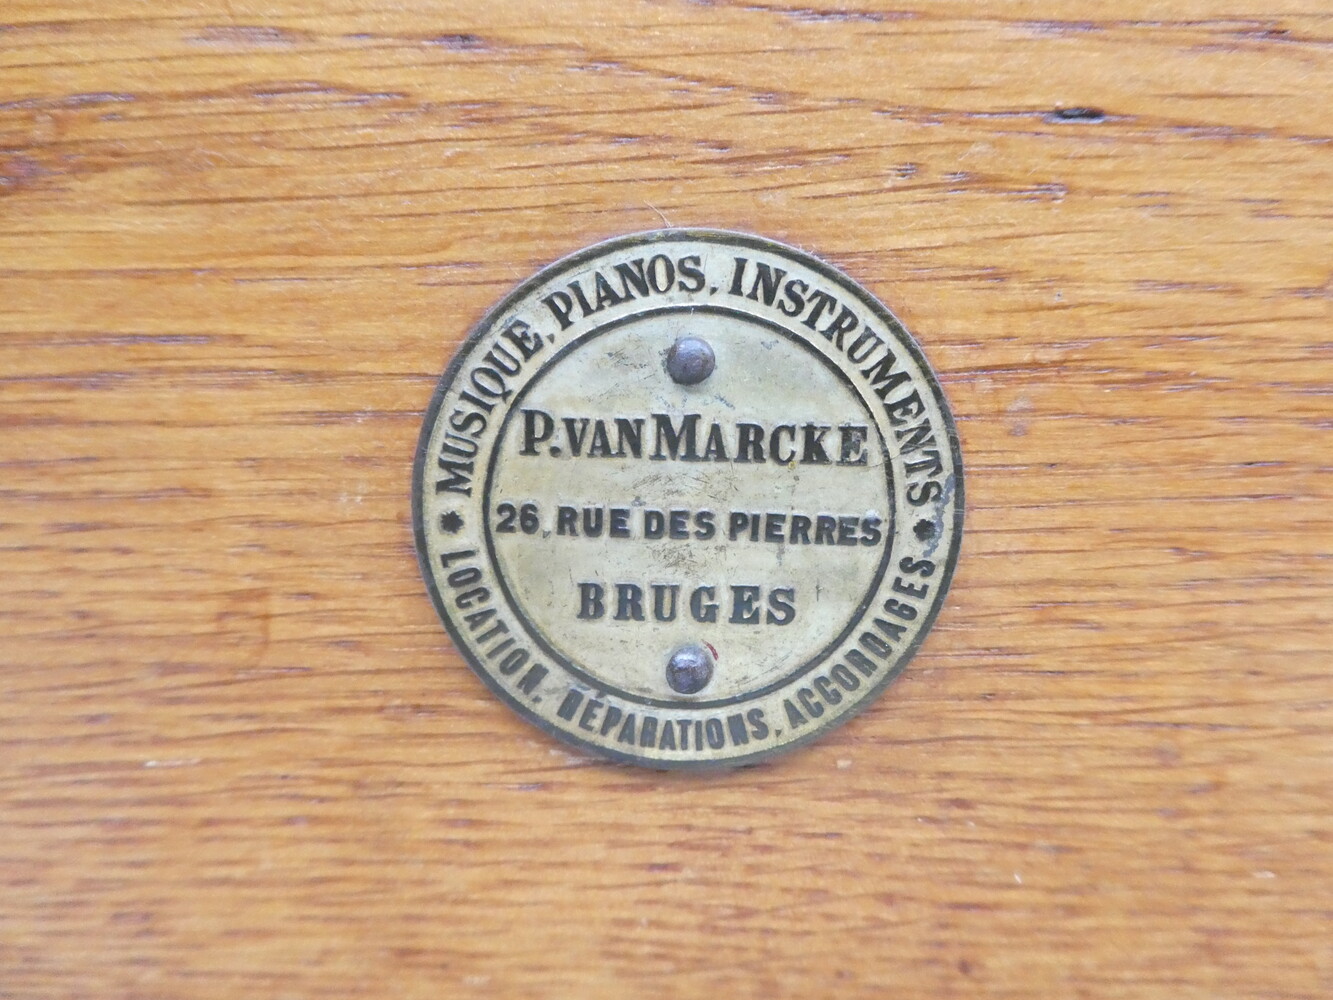 MUSIQUE, PIANOS, INSTRUMENTS
P. VAN MARCKE
26, RUE DES PIERRES
BRUGES
LOCATION, RÉPARATIONS, ACCORDAGES